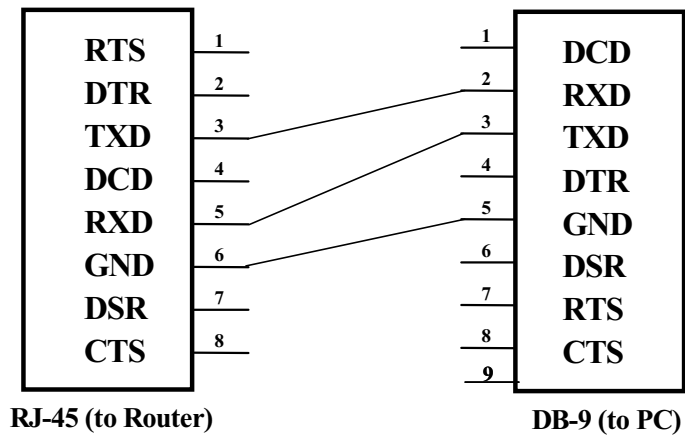 RTS 1
DTR 2
TXD 3
DCD 4
RXD 5
GND 6
DSR 7
CTS 8
RJ-45 (to Router)
1 DCD
2 RXD
3 TXD
4 DTR
5 GND
6 DSR
7 RTS
8 CTS
9
DB-9 (to PC)